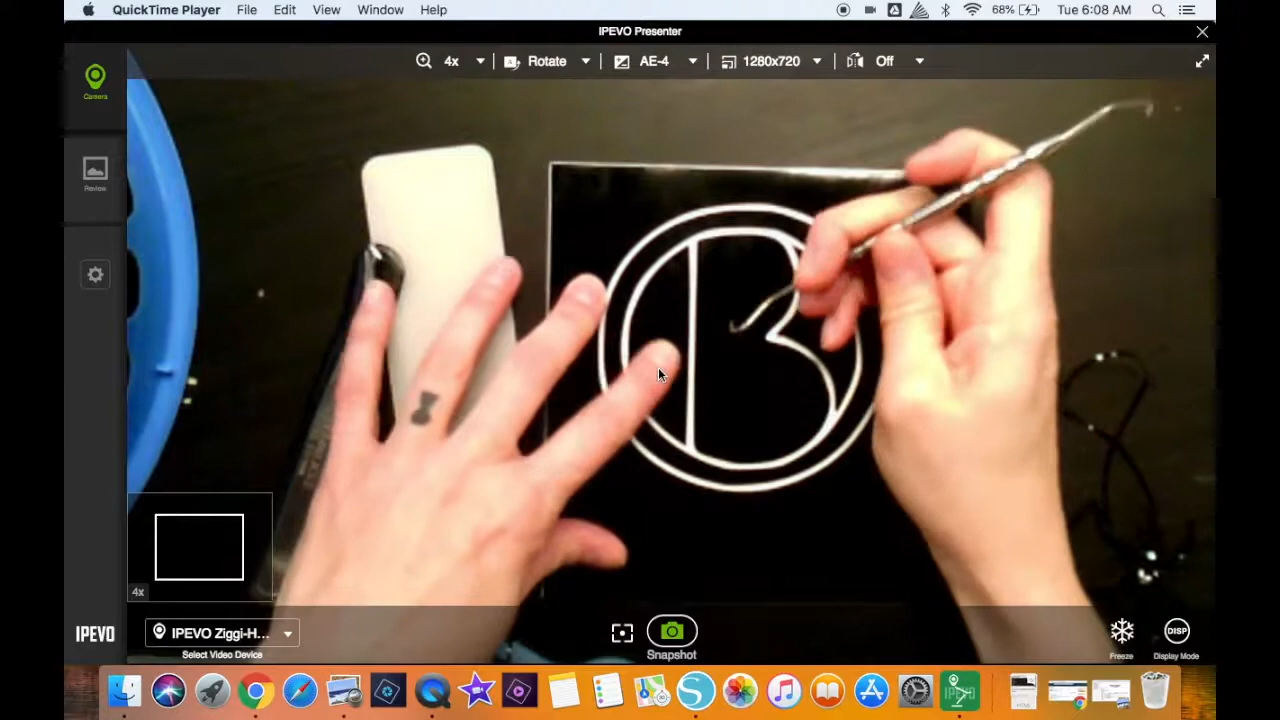 QuickTime Player File Edit View Window Help 68% Tue 6:08 AM
IPEVO Presenter
4x Rotate AE-4 1280x720 Off
Camera
Review
B
4x
IPEVO
IPEVO Ziggi-H...
Select Video Device
Snapshot
Freeze
DISP
Display Mode
IPEVO